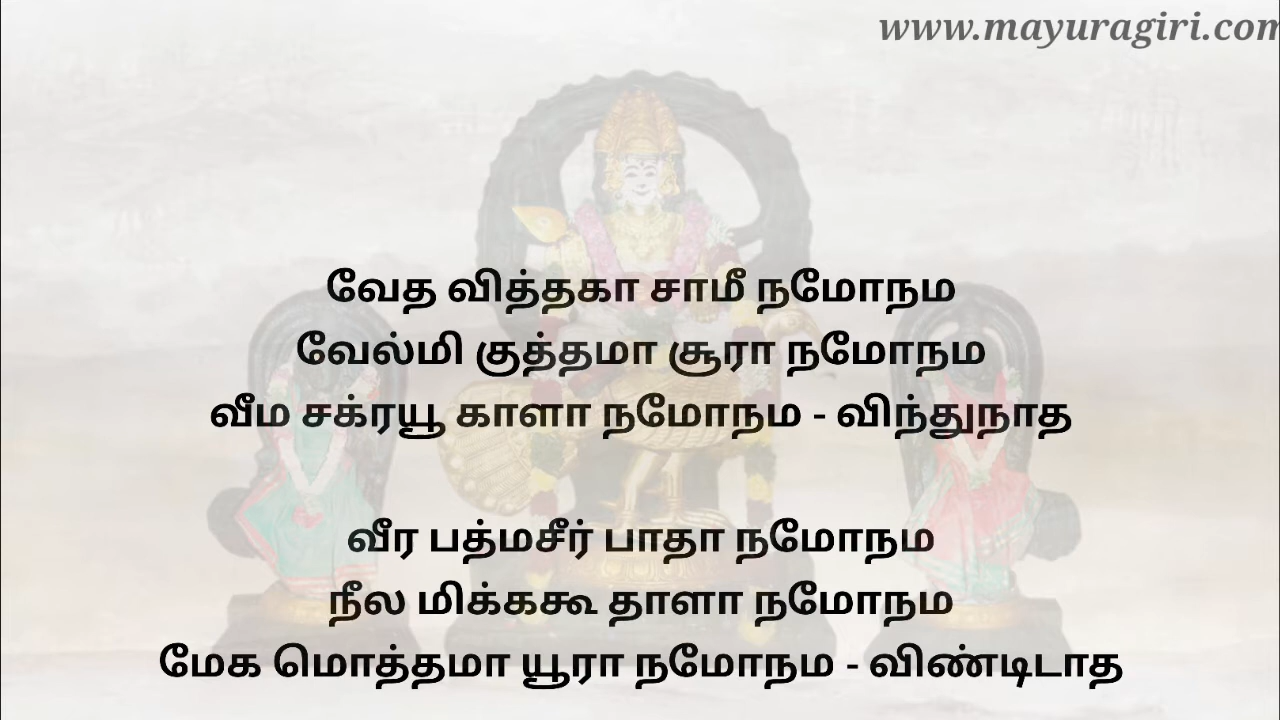 www.mayuragiri.com
வேத வித்தகா சாமீ நமோநம
வேல்மி குத்தமா சூரா நமோநம
வீம சக்ரயூ காளா நமோநம - விந்துநாத
வீர பத்மசீர் பாதா நமோநம
நீல மிக்ககூ தாளா நமோநம
மேக மொத்தமா யூரா நமோநம - விண்டிடாத